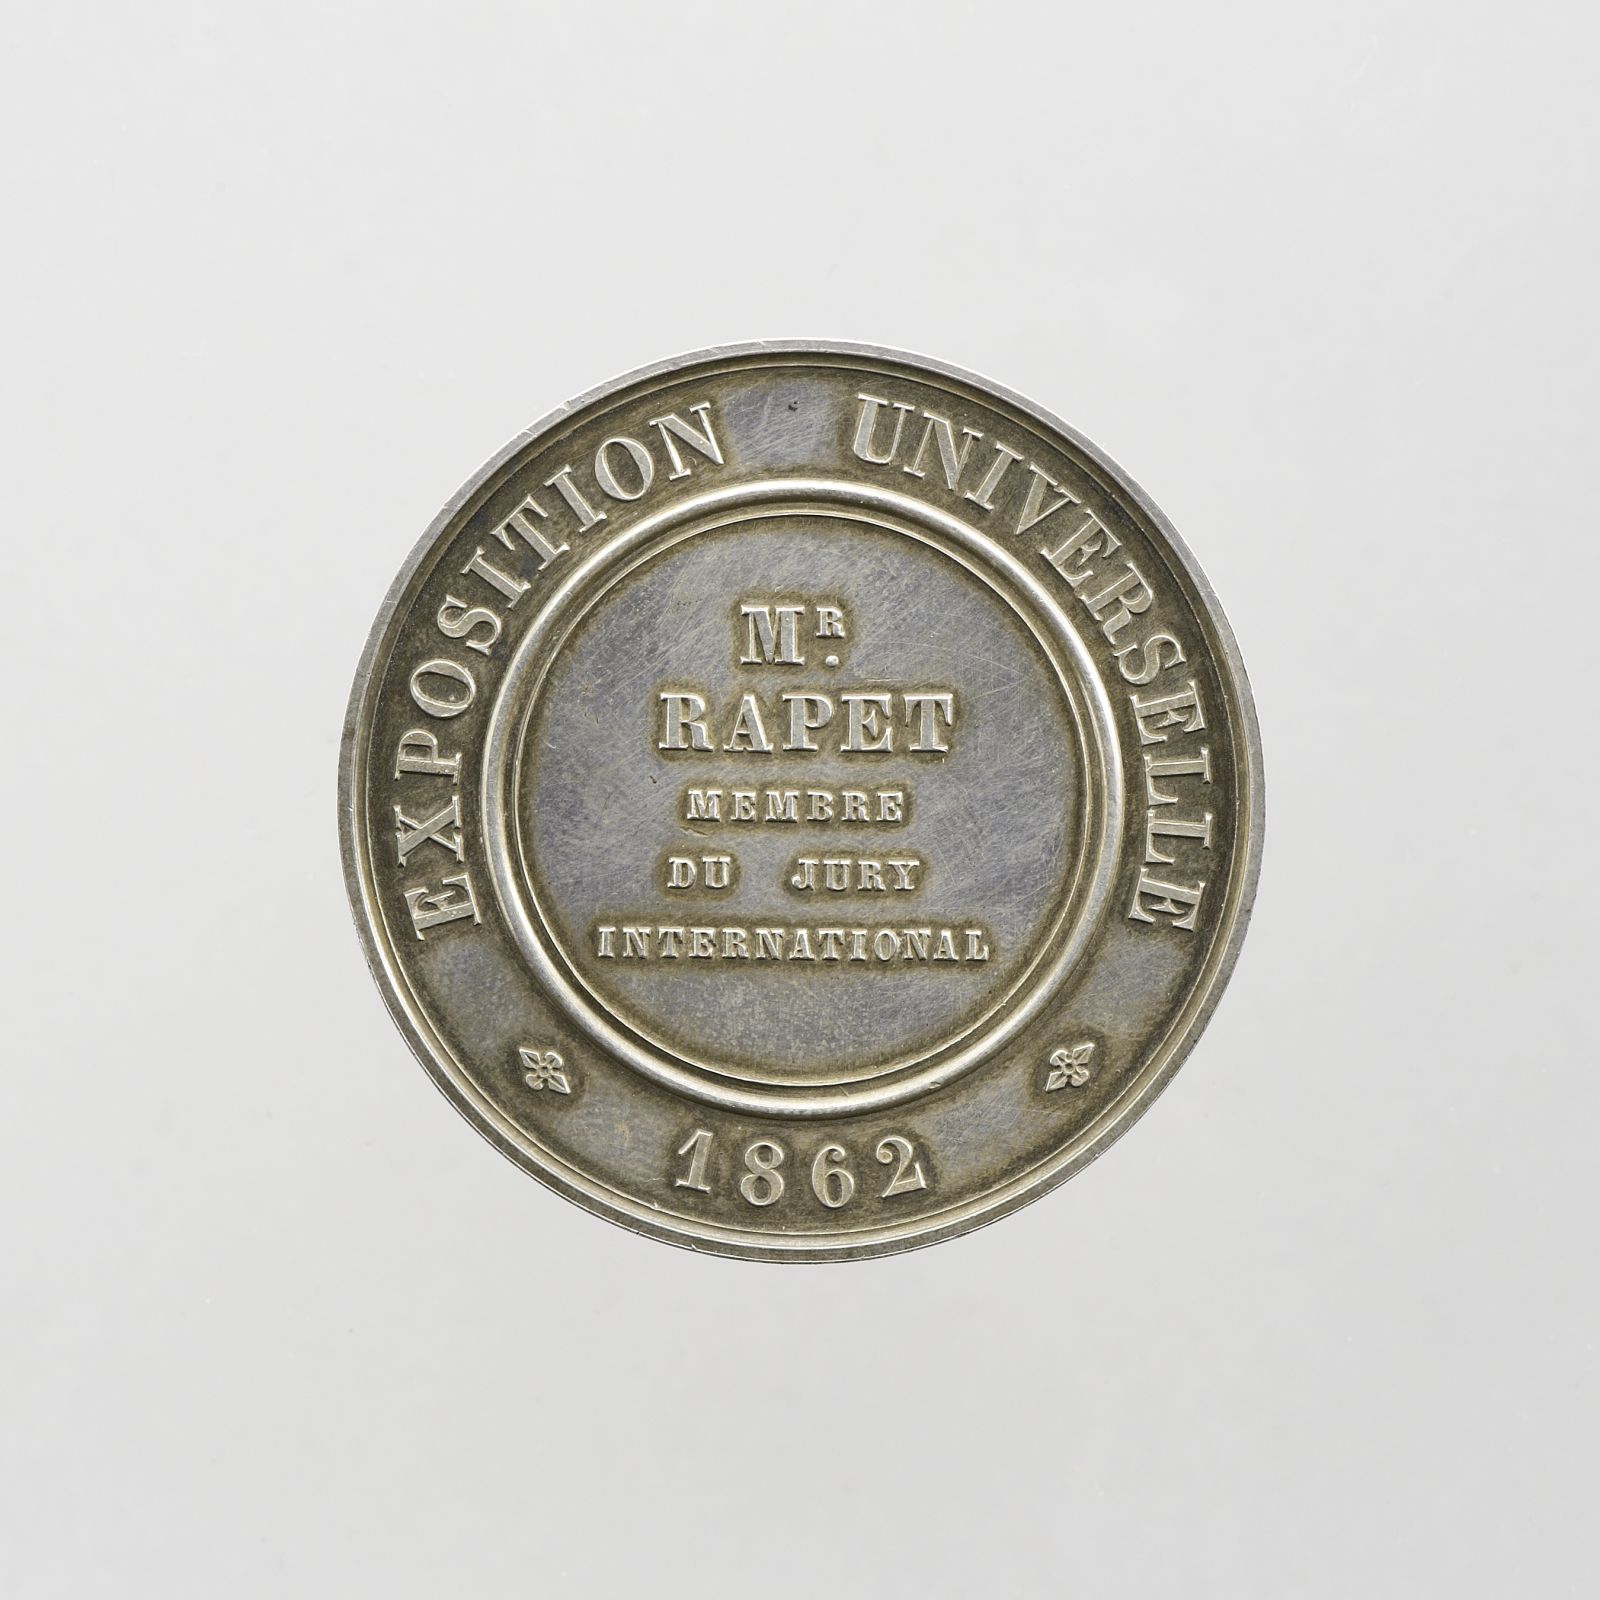 EXPOSITION UNIVERSELLE
MR.
RAPET
MEMBRE
DU JURY
INTERNATIONAL
1862